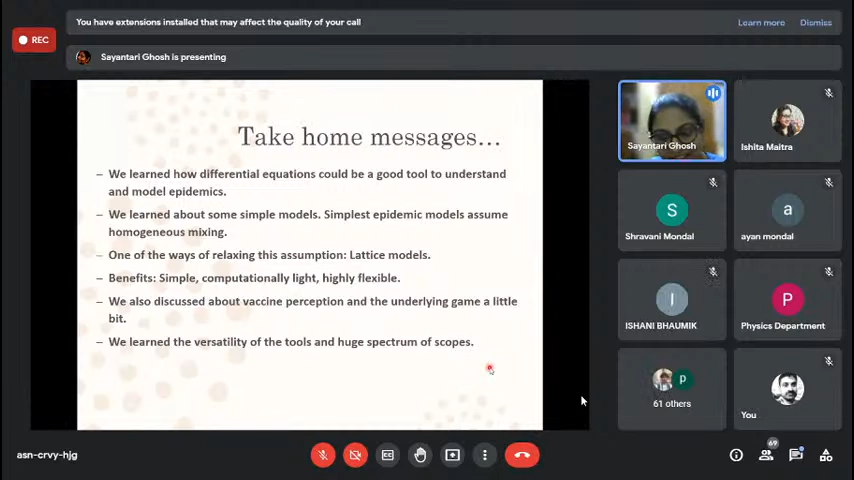 You have extensions installed that may affect the quality of your call
Learn more
Dismiss
REC
Sayantari Ghosh is presenting
Take home messages...
– We learned how differential equations could be a good tool to understand
and model epidemics.
– We learned about some simple models. Simplest epidemic models assume
homogeneous mixing.
– One of the ways of relaxing this assumption: Lattice models.
– Benefits: Simple, computationally light, highly flexible.
– We also discussed about vaccine perception and the underlying game a little
bit.
– We learned the versatility of the tools and huge spectrum of scopes.
Sayantari Ghosh
Ishita Maitra
S
Shravani Mondal
a
ayan mondal
I
ISHANI BHAUMIK
P
Physics Department
P
61 others
You
asn-crvy-hjg
69